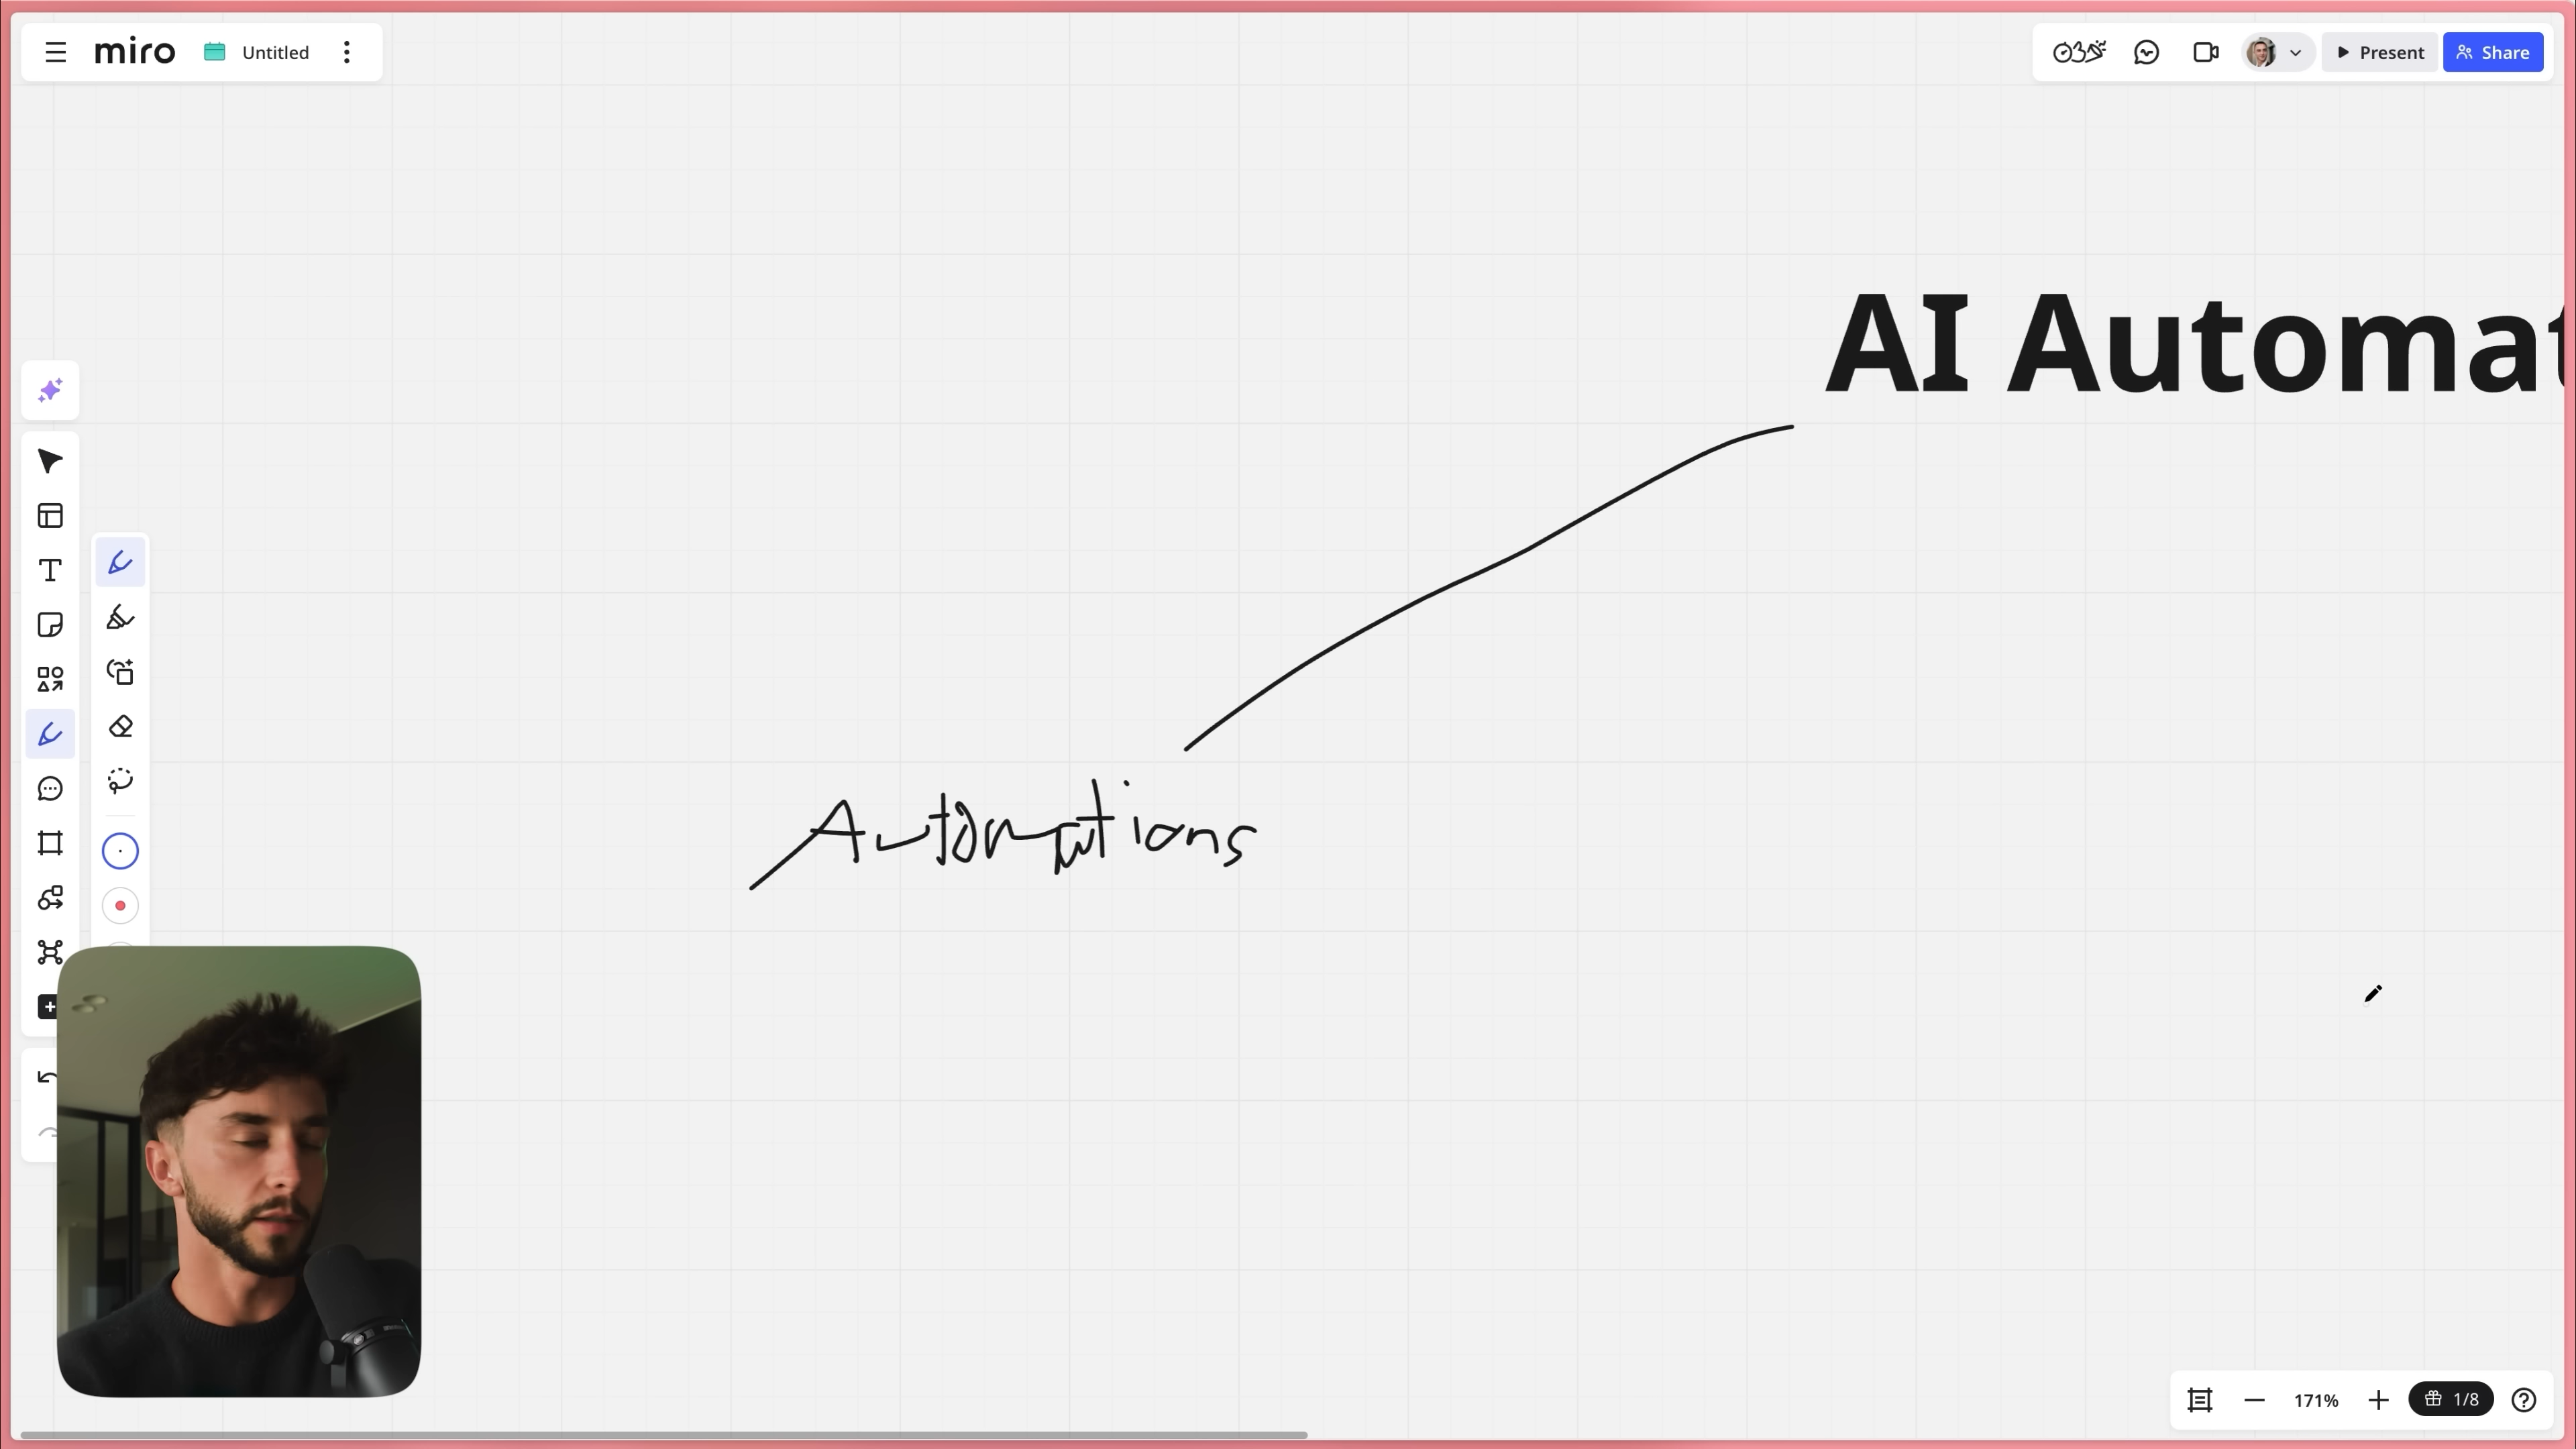 miro
Untitled
Present
Share
AI Automat
Automations
171%
1/8